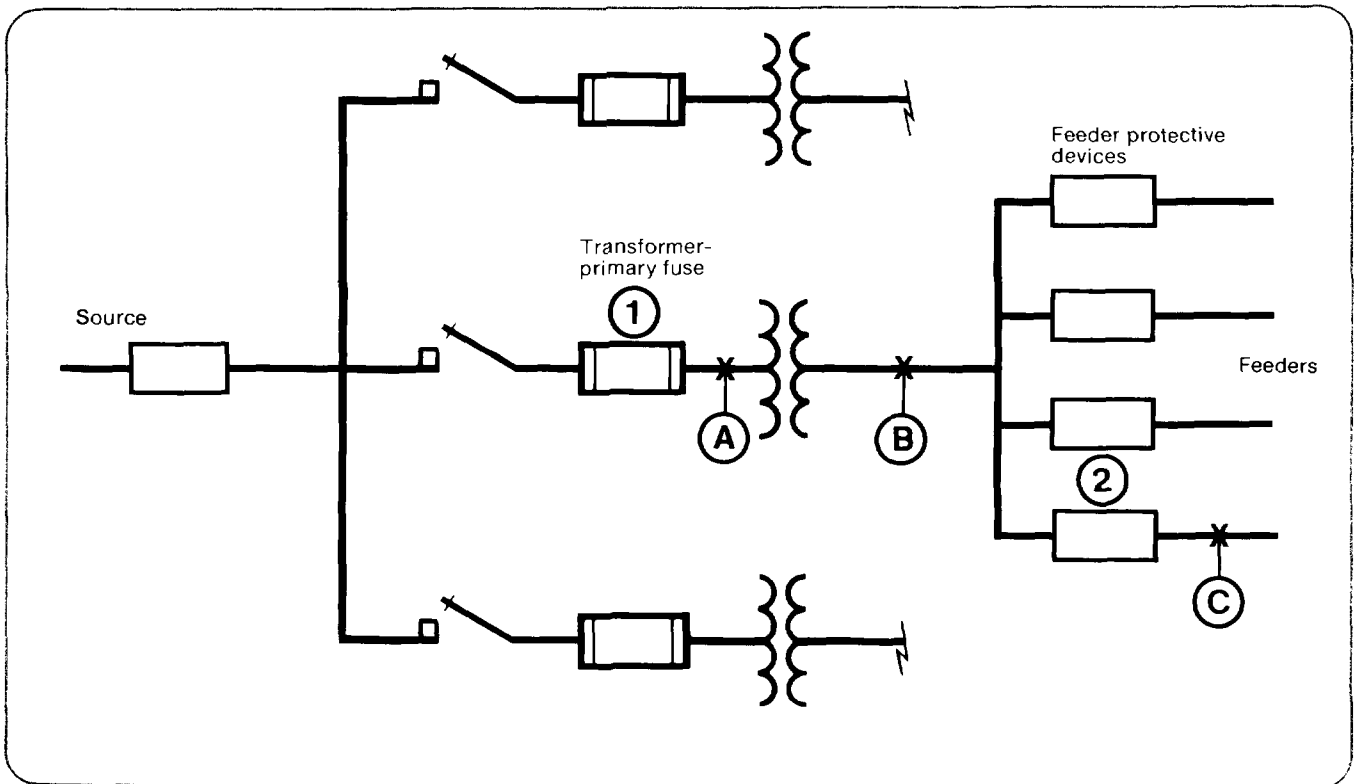 Feeder protective
devices
Transformer-
primary fuse
1
Source
Feeders
A
B
2
C